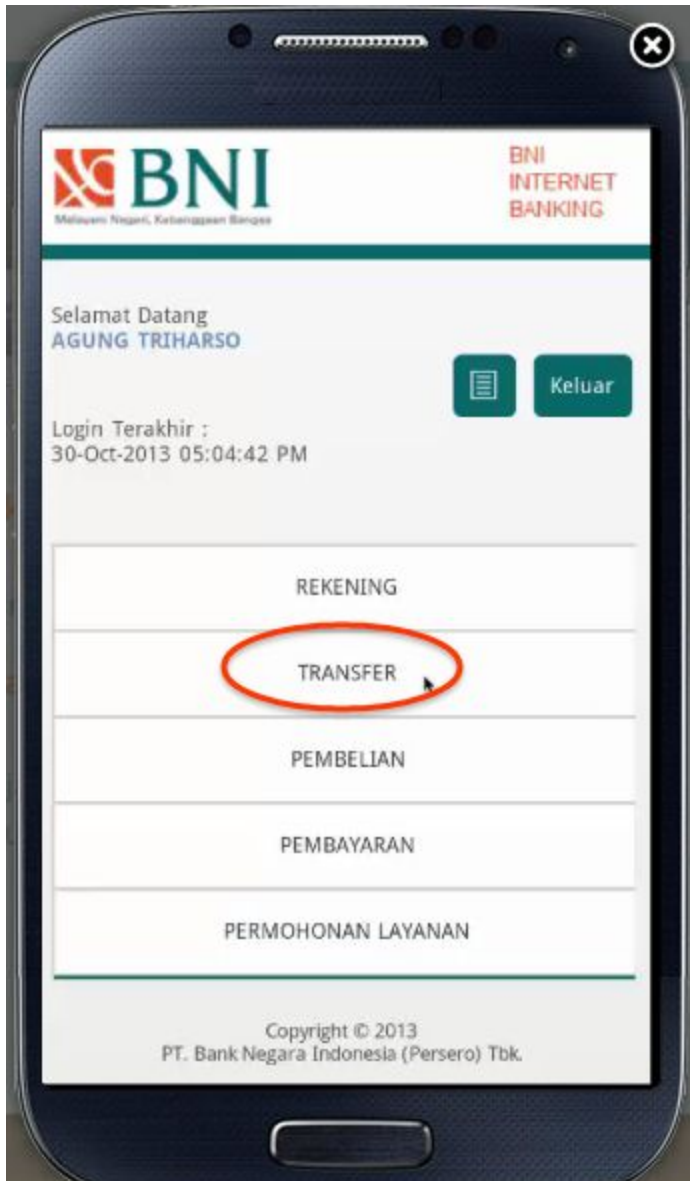 BNI
Melayani Negeri, Kebanggaan Bangsa
BNI
INTERNET
BANKING
Selamat Datang
AGUNG TRIHARSO
Keluar
Login Terakhir :
30-Oct-2013 05:04:42 PM
REKENING
TRANSFER
PEMBELIAN
PEMBAYARAN
PERMOHONAN LAYANAN
Copyright © 2013
PT. Bank Negara Indonesia (Persero) Tbk.